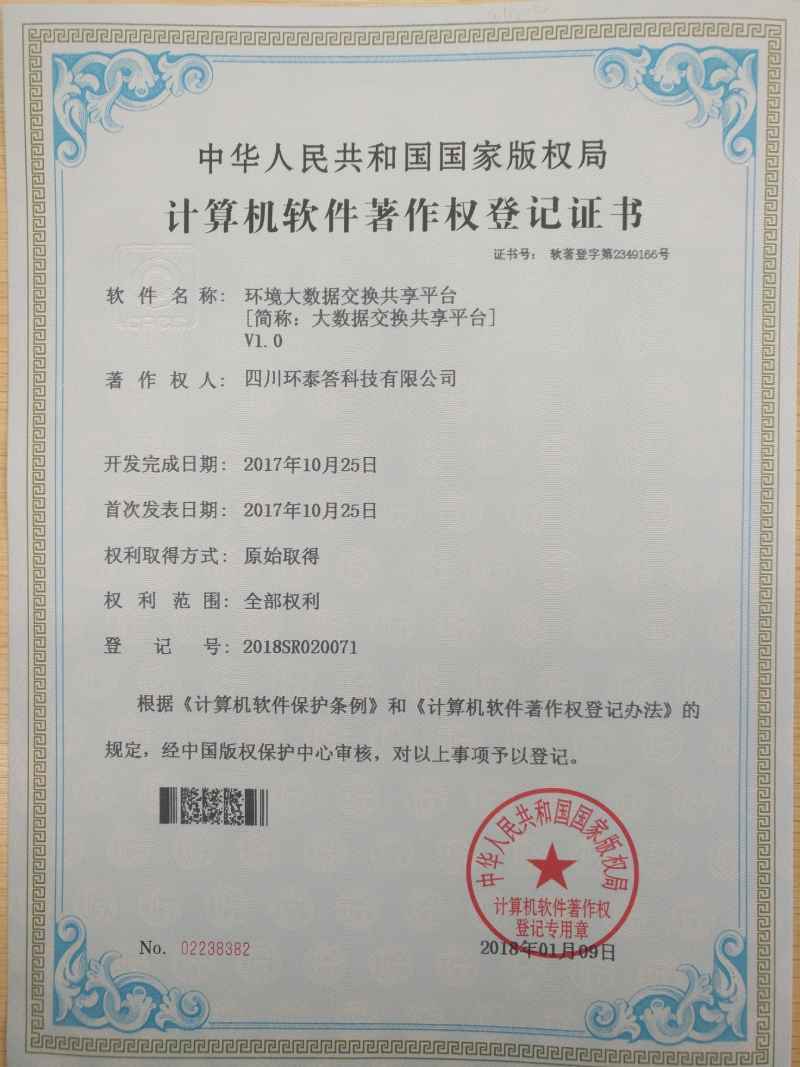 中华人民共和国国家版权局
计算机软件著作权登记证书
证书号： 软著登字第2349166号
软件名称： 环境大数据交换共享平台
[简称：大数据交换共享平台]
V1.0
著作权人： 四川环泰答科技有限公司
开发完成日期： 2017年10月25日
首次发表日期： 2017年10月25日
权利取得方式： 原始取得
权利范围： 全部权利
登记号： 2018SR020071
根据《计算机软件保护条例》和《计算机软件著作权登记办法》的
规定，经中国版权保护中心审核，对以上事项予以登记。
中华人民共和国国家版权局
计算机软件著作权
登记专用章
No. 02238382
2018年01月09日